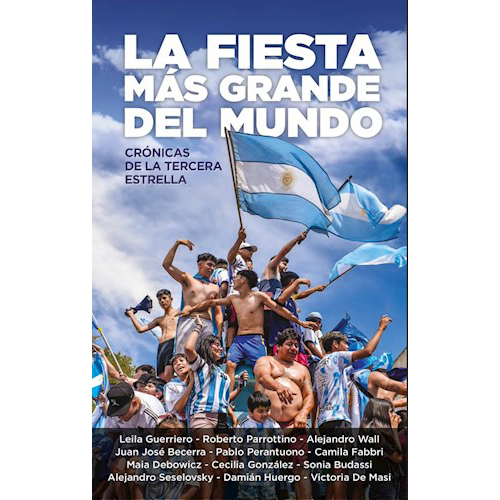 LA FIESTA
MÁS GRANDE
DEL MUNDO
CRÓNICAS
DE LA TERCERA
ESTRELLA
Leila Guerriero - Roberto Parrottino - Alejandro Wall
Juan José Becerra - Pablo Perantuono - Camila Fabbri
Maia Debowicz - Cecilia González - Sonia Budassi
Alejandro Seselovsky - Damián Huergo - Victoria De Masi